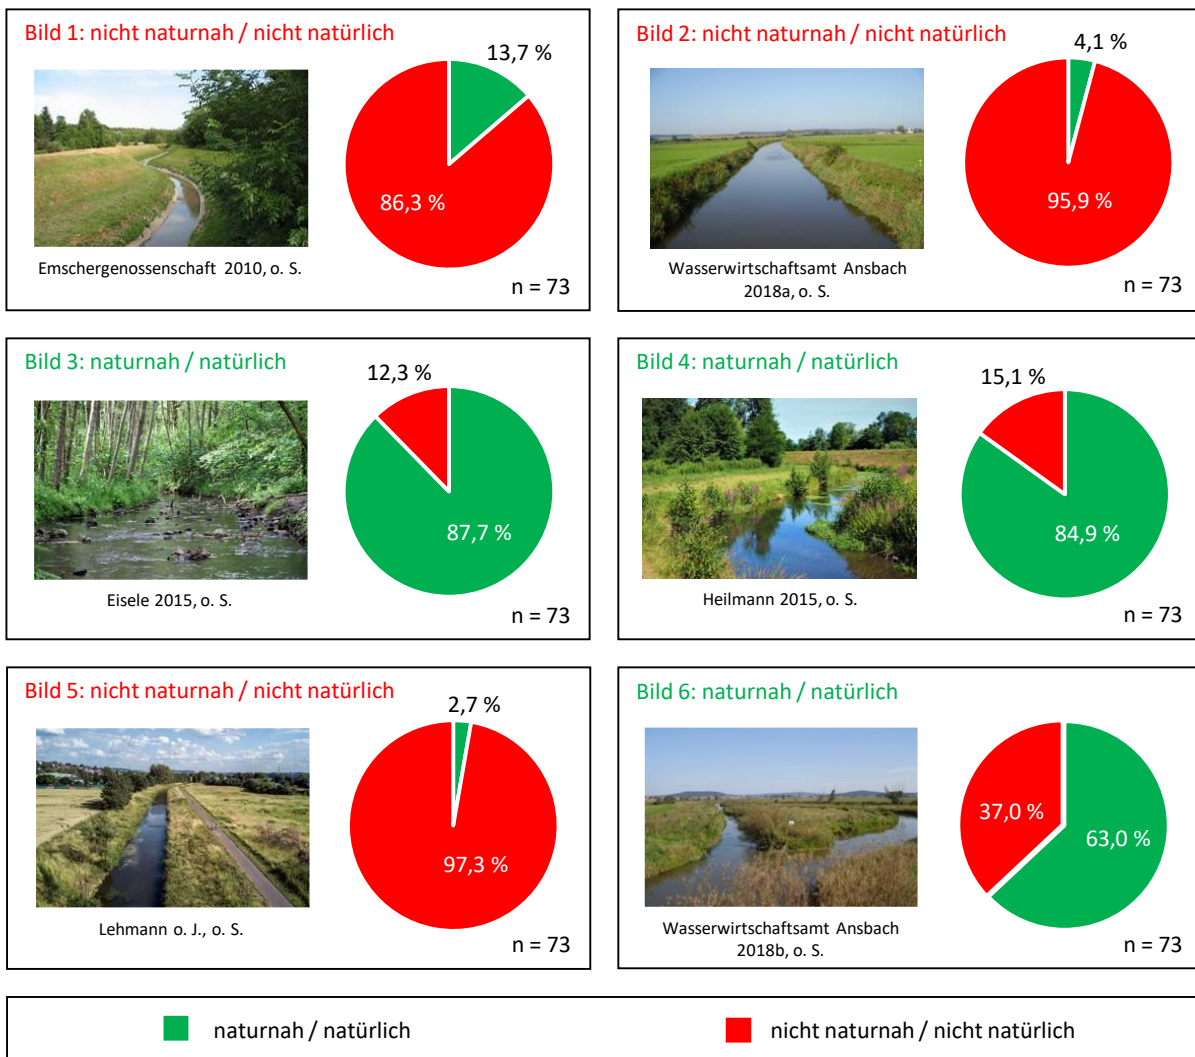 Bild 1: nicht naturnah / nicht natürlich
13,7 %
86,3 %
Emschergenossenschaft 2010, o. S.
n = 73
Bild 2: nicht naturnah / nicht natürlich
4,1 %
95,9 %
Wasserwirtschaftsamt Ansbach
2018a, o. S.
n = 73
Bild 3: naturnah / natürlich
12,3 %
87,7 %
Eisele 2015, o. S.
n = 73
Bild 4: naturnah / natürlich
15,1 %
84,9 %
Heilmann 2015, o. S.
n = 73
Bild 5: nicht naturnah / nicht natürlich
2,7 %
97,3 %
Lehmann o. J., o. S.
n = 73
Bild 6: naturnah / natürlich
37,0 %
63,0 %
Wasserwirtschaftsamt Ansbach
2018b, o. S.
n = 73
naturnah / natürlich
nicht naturnah / nicht natürlich